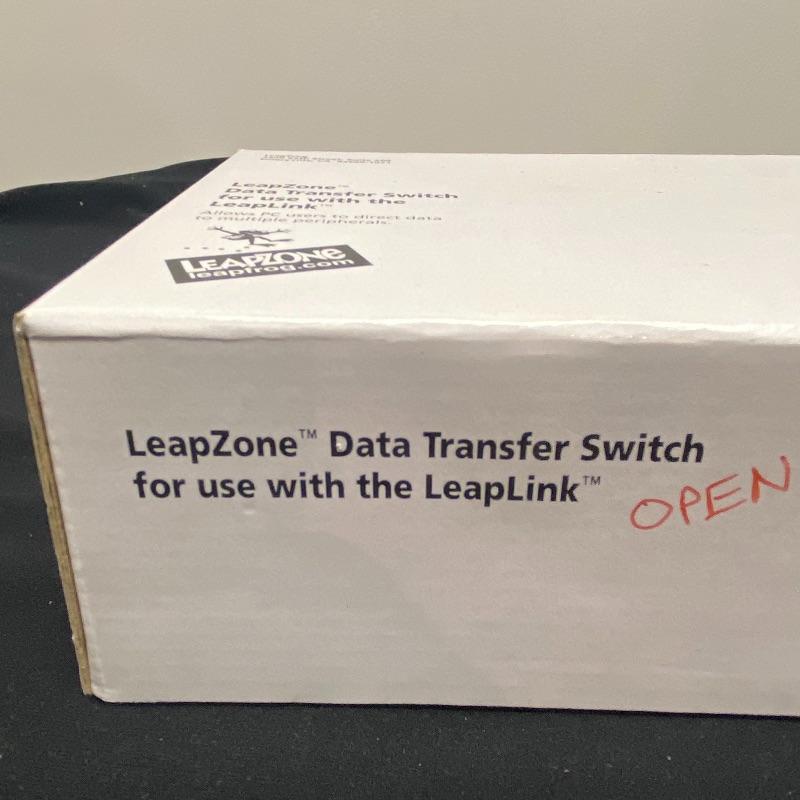 LeapZone™
Data Transfer Switch
for use with the
LeapLink™
Allows PC users to direct data
to multiple peripherals.
LEAPZONE
leapfrog.com
LeapZone™ Data Transfer Switch
for use with the LeapLink™
OPEN